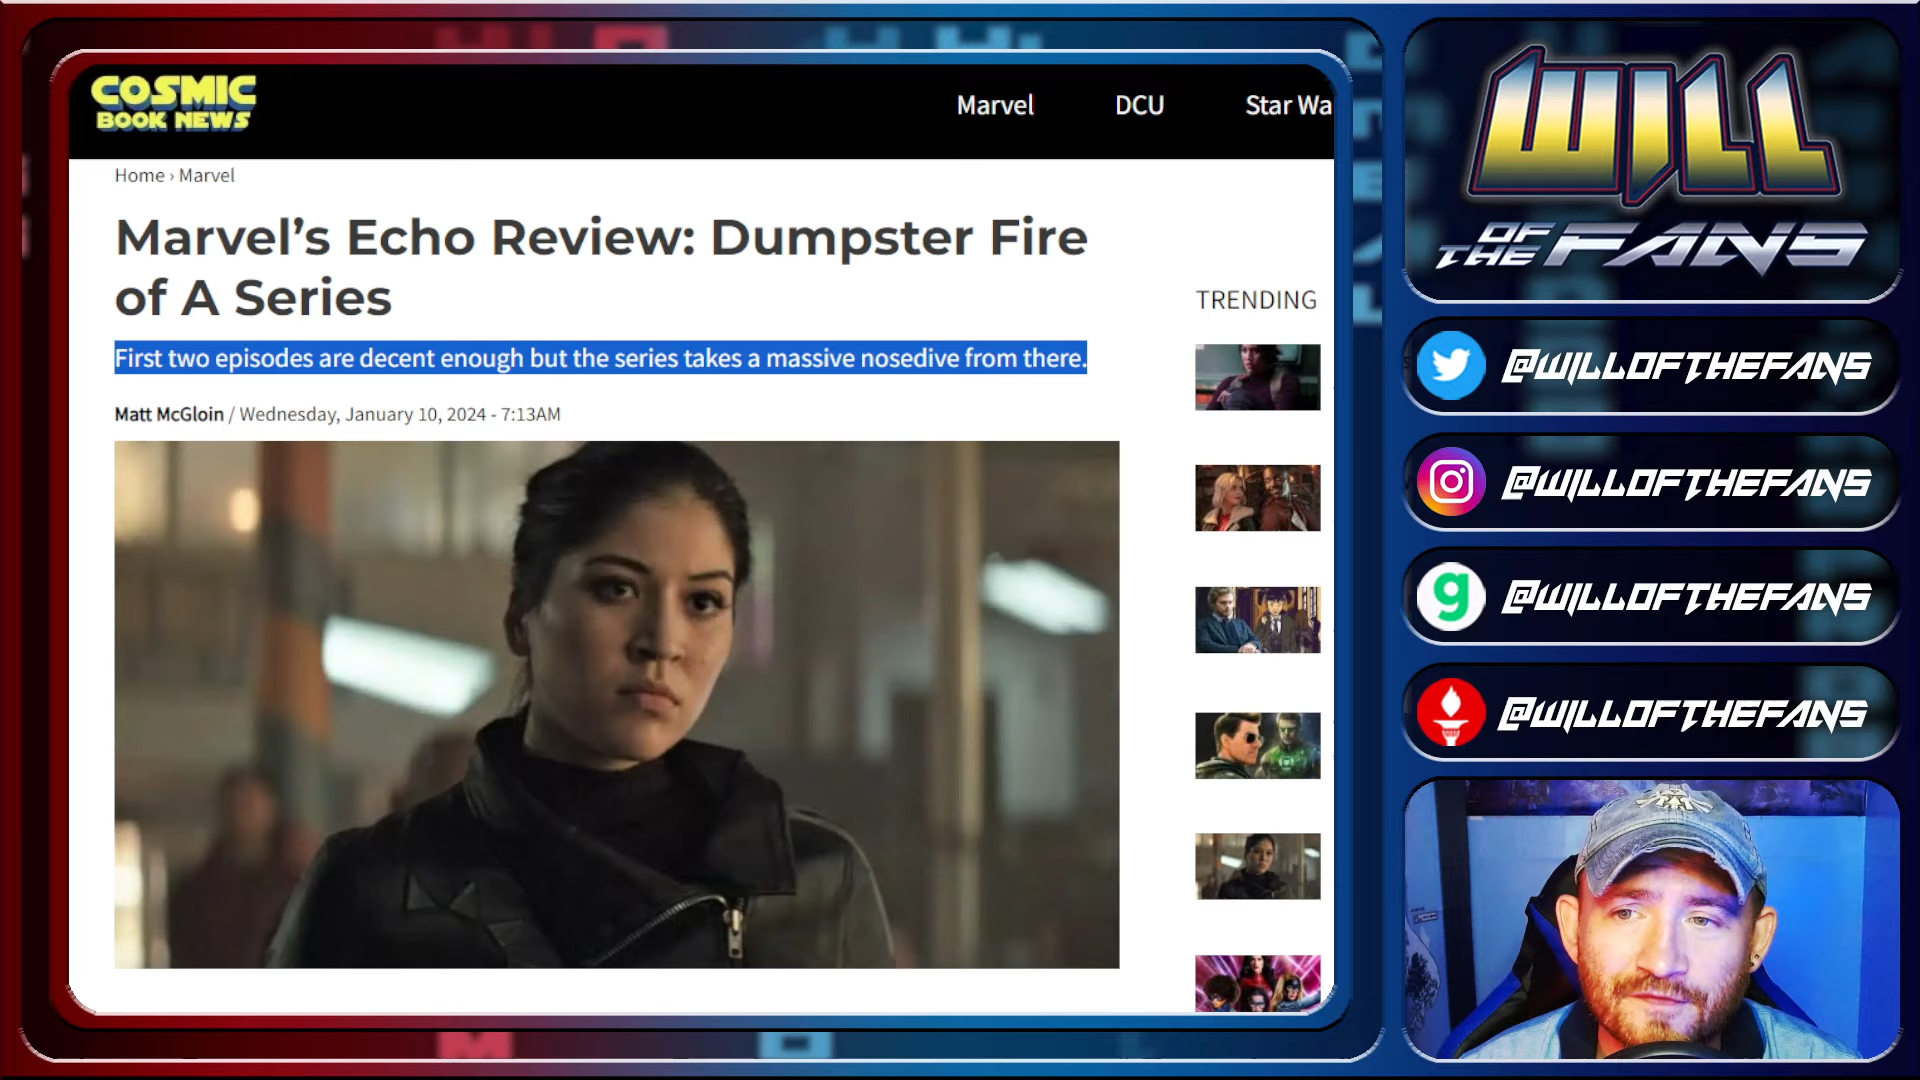 COSMIC
BOOK NEWS
Marvel
DCU
Star Wa
Home › Marvel
Marvel’s Echo Review: Dumpster Fire
of A Series
First two episodes are decent enough but the series takes a massive nosedive from there.
Matt McGloin / Wednesday, January 10, 2024 - 7:13AM
TRENDING
WILL
OF THE FANS
@WILLOFTHEFANS
@WILLOFTHEFANS
g
@WILLOFTHEFANS
@WILLOFTHEFANS